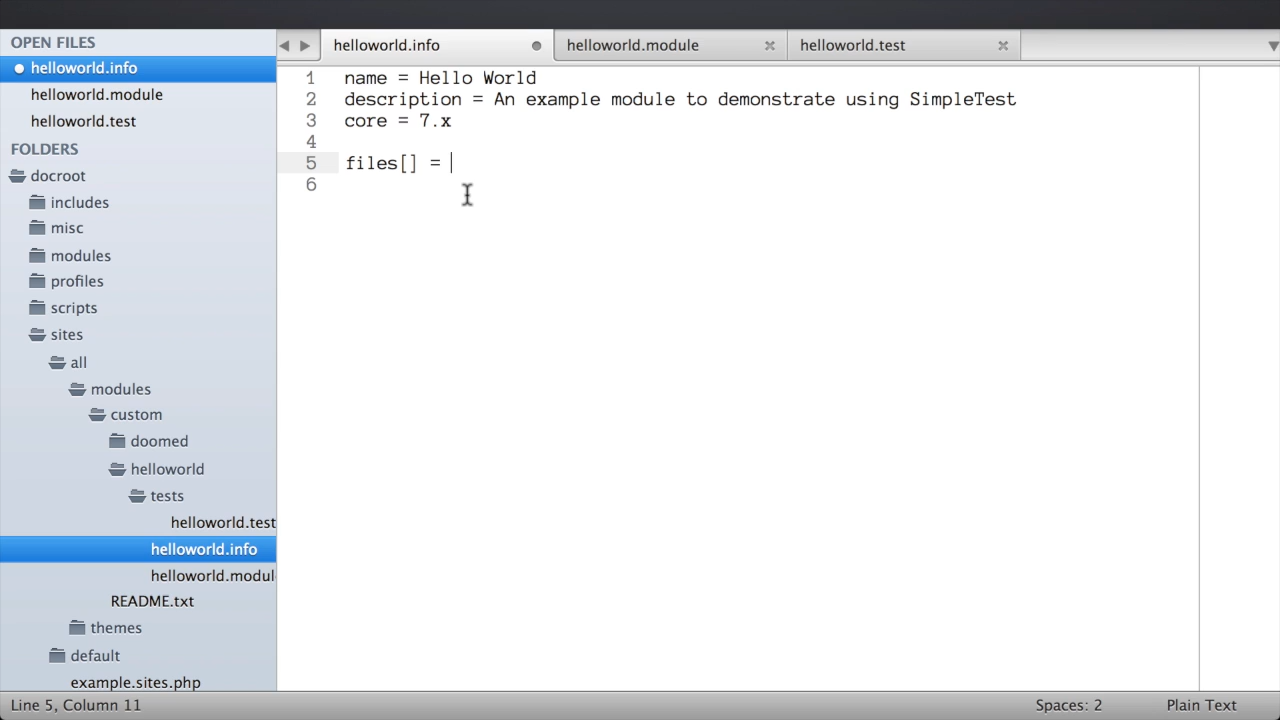 OPEN FILES
helloworld.info
helloworld.module
helloworld.test
FOLDERS
docroot
includes
misc
modules
profiles
scripts
sites
all
modules
custom
doomed
helloworld
tests
helloworld.test
helloworld.info
helloworld.modul
README.txt
themes
default
example.sites.php
helloworld.info
helloworld.module
helloworld.test
1 name = Hello World
2 description = An example module to demonstrate using SimpleTest
3 core = 7.x
4
5 files[] =
6
Line 5, Column 11
Spaces: 2
Plain Text